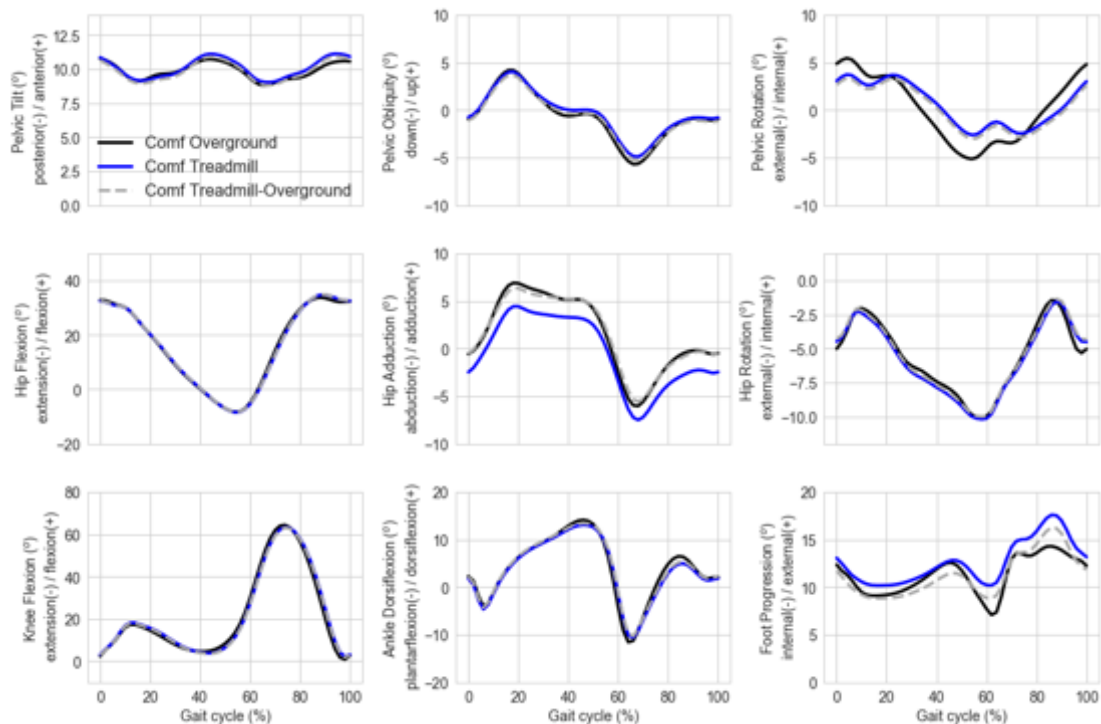 Pelvic Tilt (º)
posterior(-) / anterior(+)
12.5
10.0
7.5
5.0
2.5
0.0
Comf Overground
Comf Treadmill
Comf Treadmill-Overground
Pelvic Obliquity (º)
down(-) / up(+)
10
5
0
−5
−10
Pelvic Rotation (º)
external(-) / internal(+)
10
5
0
−5
−10
Hip Flexion (º)
extension(-) / flexion(+)
40
20
0
−20
Hip Adduction (º)
abduction(-) / adduction(+)
10
5
0
−5
−10
Hip Rotation (º)
external(-) / internal(+)
0.0
−2.5
−5.0
−7.5
−10.0
Knee Flexion (º)
extension(-) / flexion(+)
80
60
40
20
0
0 20 40 60 80 100
Gait cycle (%)
Ankle Dorsiflexion (º)
plantarflexion(-) / dorsiflexion(+)
20
10
0
−10
−20
0 20 40 60 80 100
Gait cycle (%)
Foot Progression (º)
internal(-) / external(+)
20
15
10
5
0
0 20 40 60 80 100
Gait cycle (%)